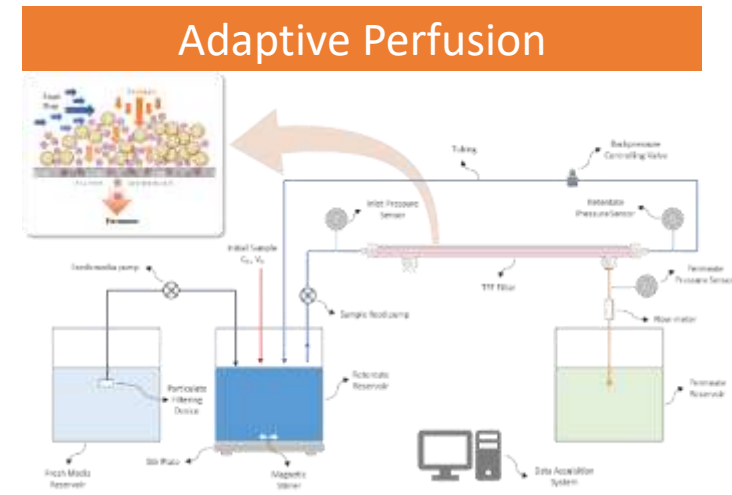 Adaptive Perfusion
Tubing
Backpressure
Controlling Valve
Inlet Pressure
Sensor
Retentate
Pressure Sensor
Initial Sample
Feed media pump
Permeate
Pressure Sensor
TFF Filter
Sample feed pump
Flow meter
Particulate
Filtering
Device
Retentate
Reservoir
Permeate
Reservoir
Stir Plate
Fresh Media
Reservoir
Magnetic
Stirrer
Data Acquisition
System